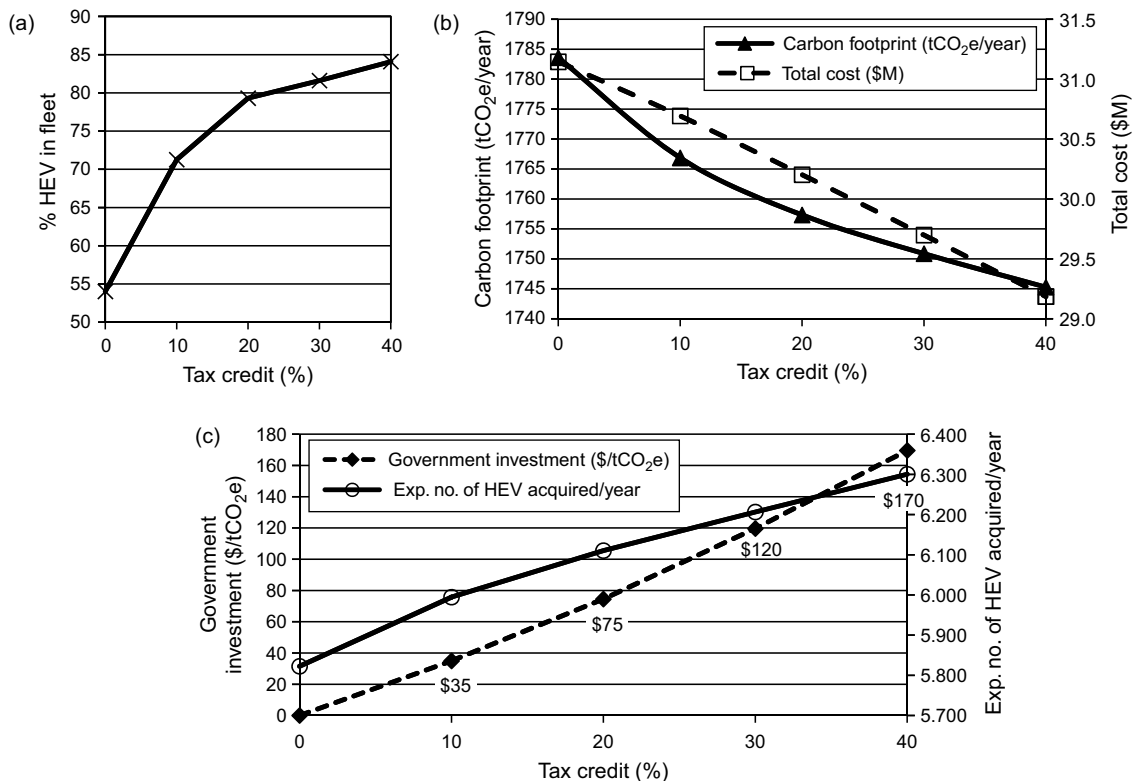 (a)
90
85
80
75
70
65
60
55
50
% HEV in fleet
0 10 20 30 40
Tax credit (%)
(b)
1790
1785
1780
1775
1770
1765
1760
1755
1750
1745
1740
Carbon footprint (tCO₂e/year)
Carbon footprint (tCO₂e/year)
Total cost ($M)
31.5
31.0
30.5
30.0
29.5
29.0
Total cost ($M)
0 10 20 30 40
Tax credit (%)
(c)
180
160
140
120
100
80
60
40
20
0
Government
investment ($/tCO₂e)
Government investment ($/tCO₂e)
Exp. no. of HEV acquired/year
$35
$75
$120
$170
6.400
6.300
6.200
6.100
6.000
5.900
5.800
5.700
Exp. no. of HEV acquired/year
0 10 20 30 40
Tax credit (%)